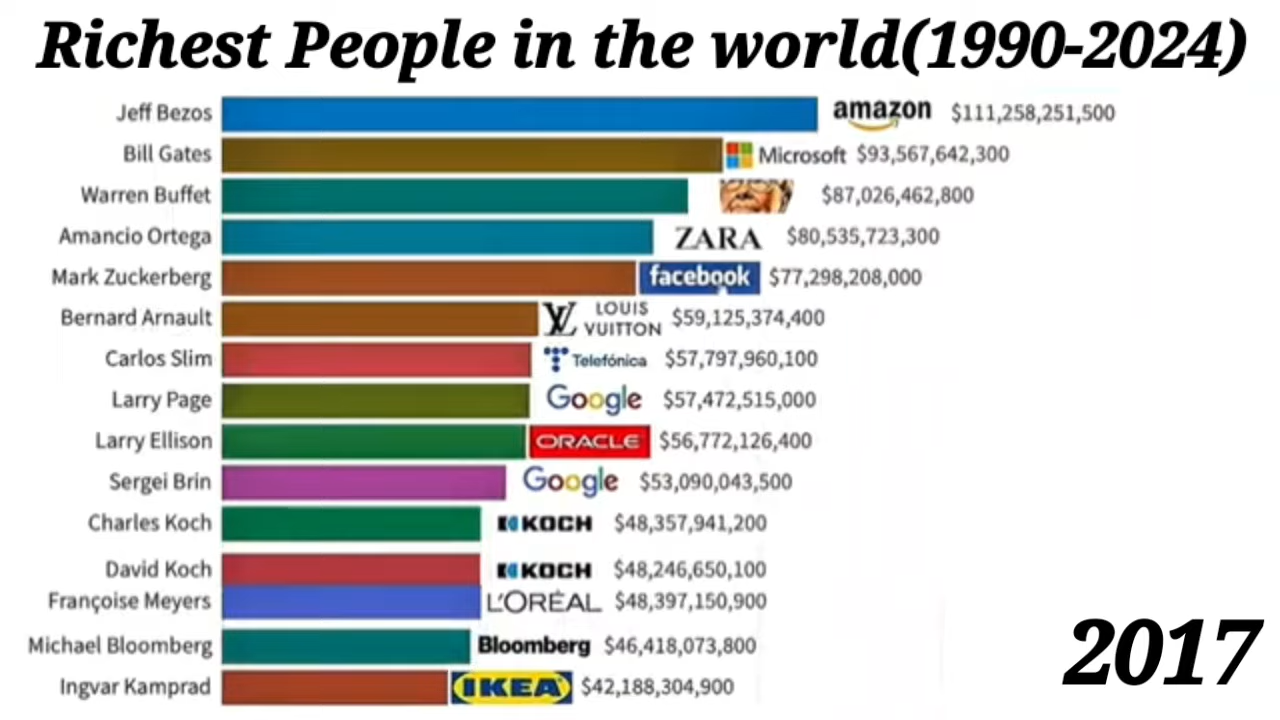 Richest People in the world(1990-2024)
Jeff Bezos amazon $111,258,251,500
Bill Gates Microsoft $93,567,642,300
Warren Buffet $87,026,462,800
Amancio Ortega ZARA $80,535,723,300
Mark Zuckerberg facebook $77,298,208,000
Bernard Arnault LOUIS VUITTON $59,125,374,400
Carlos Slim Telefónica $57,797,960,100
Larry Page Google $57,472,515,000
Larry Ellison ORACLE $56,772,126,400
Sergei Brin Google $53,090,043,500
Charles Koch KOCH $48,357,941,200
David Koch KOCH $48,246,650,100
Françoise Meyers L'ORÉAL $48,397,150,900
Michael Bloomberg Bloomberg $46,418,073,800
Ingvar Kamprad IKEA $42,188,304,900
2017